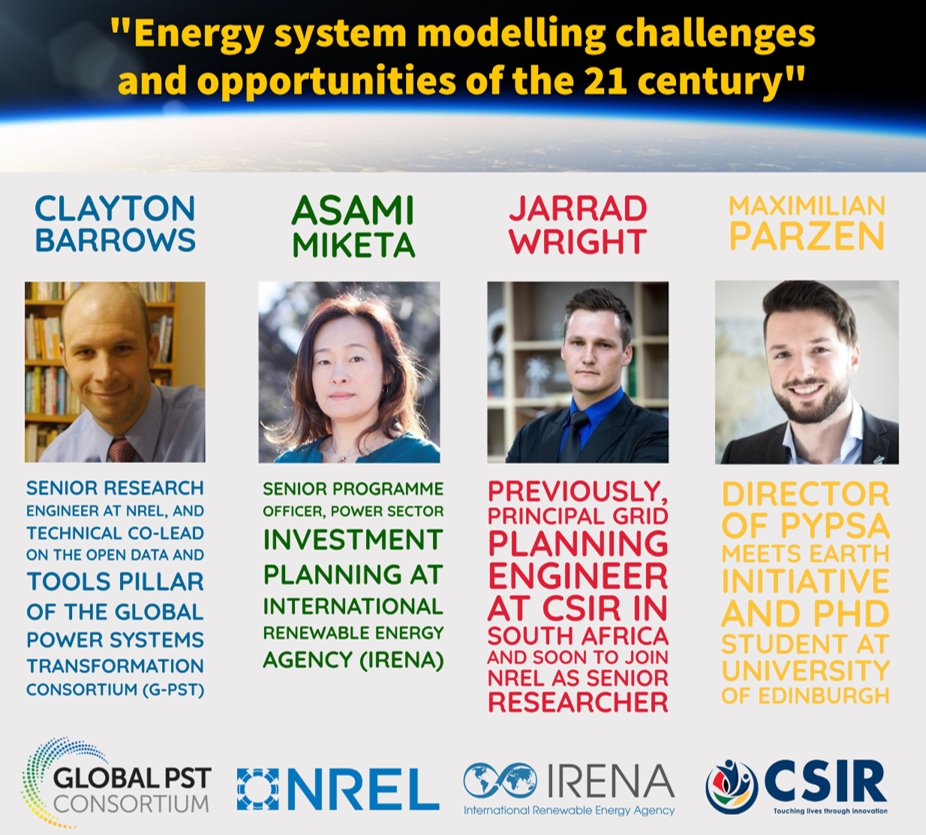 "Energy system modelling challenges
and opportunities of the 21 century"
CLAYTON
BARROWS
SENIOR RESEARCH
ENGINEER AT NREL, AND
TECHNICAL CO-LEAD
ON THE OPEN DATA AND
TOOLS PILLAR
OF THE GLOBAL
POWER SYSTEMS
TRANSFORMATION
CONSORTIUM (G-PST)
ASAMI
MIKETA
SENIOR PROGRAMME
OFFICER, POWER SECTOR
INVESTMENT
PLANNING AT
INTERNATIONAL
RENEWABLE ENERGY
AGENCY (IRENA)
JARRAD
WRIGHT
PREVIOUSLY,
PRINCIPAL GRID
PLANNING
ENGINEER
AT CSIR IN
SOUTH AFRICA
AND SOON TO JOIN
NREL AS SENIOR
RESEARCHER
MAXIMILIAN
PARZEN
DIRECTOR
OF PYPSA
MEETS EARTH
INITIATIVE
AND PHD
STUDENT AT
UNIVERSITY
OF EDINBURGH
GLOBAL PST
CONSORTIUM
NREL
IRENA
International Renewable Energy Agency
CSIR
Touching lives through innovation